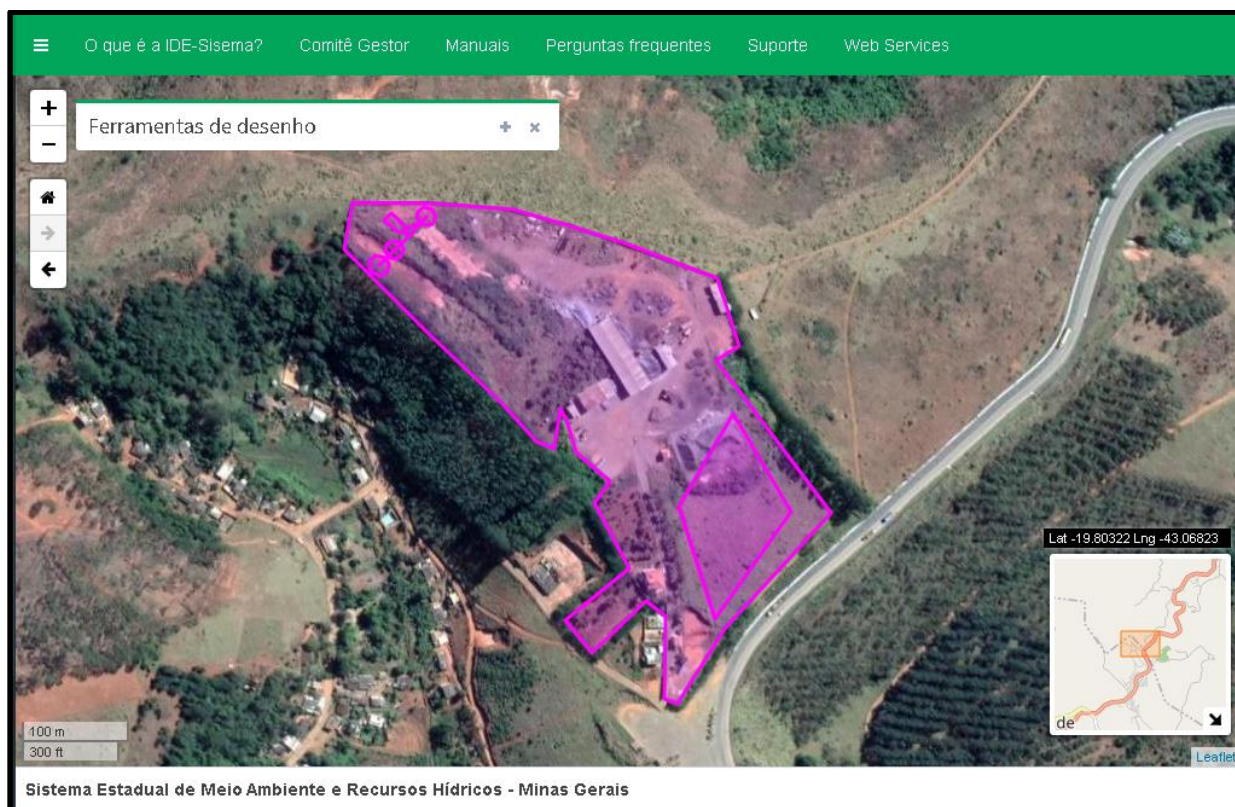 O que é a IDE-Sisema? Comitê Gestor Manuais Perguntas frequentes Suporte Web Services
Ferramentas de desenho
Lat -19.80322 Lng -43.06823
de
100 m
300 ft
Leaflet
Sistema Estadual de Meio Ambiente e Recursos Hídricos - Minas Gerais